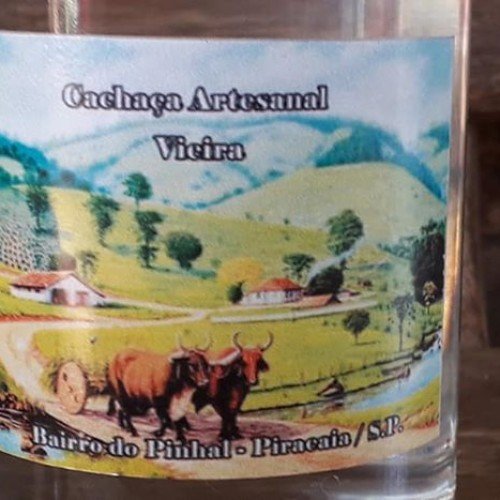 Cachaça Artesanal
Vieira
Bairro do Pinhal - Piracaia / S.P.